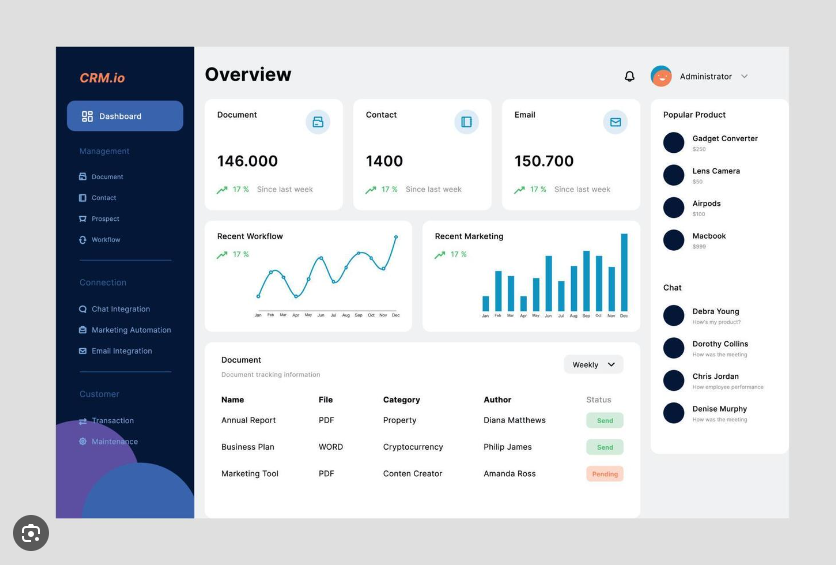 CRM.io
Dashboard
Management
Document
Contact
Prospect
Workflow
Connection
Chat Integration
Marketing Automation
Email Integration
Customer
Transaction
Maintenance
Overview
Administrator
Document
146.000
17 % Since last week
Contact
1400
17 % Since last week
Email
150.700
17 % Since last week
Recent Workflow
17 %
Jan Feb Mar Apr May Jun Jul Aug Sep Oct Nov Dec
Recent Marketing
17 %
Jan Feb Mar Apr May Jun Jul Aug Sep Oct Nov Dec
Document
Document tracking information
Weekly
Name File Category Author Status
Annual Report PDF Property Diana Matthews Send
Business Plan WORD Cryptocurrency Philip James Send
Marketing Tool PDF Conten Creator Amanda Ross Pending
Popular Product
Gadget Converter
Lens Camera
Airpods
$100
Macbook
Chat
Debra Young
How's my product?
Dorothy Collins
How was the meeting
Chris Jordan
How employee performance
Denise Murphy
How was the meeting